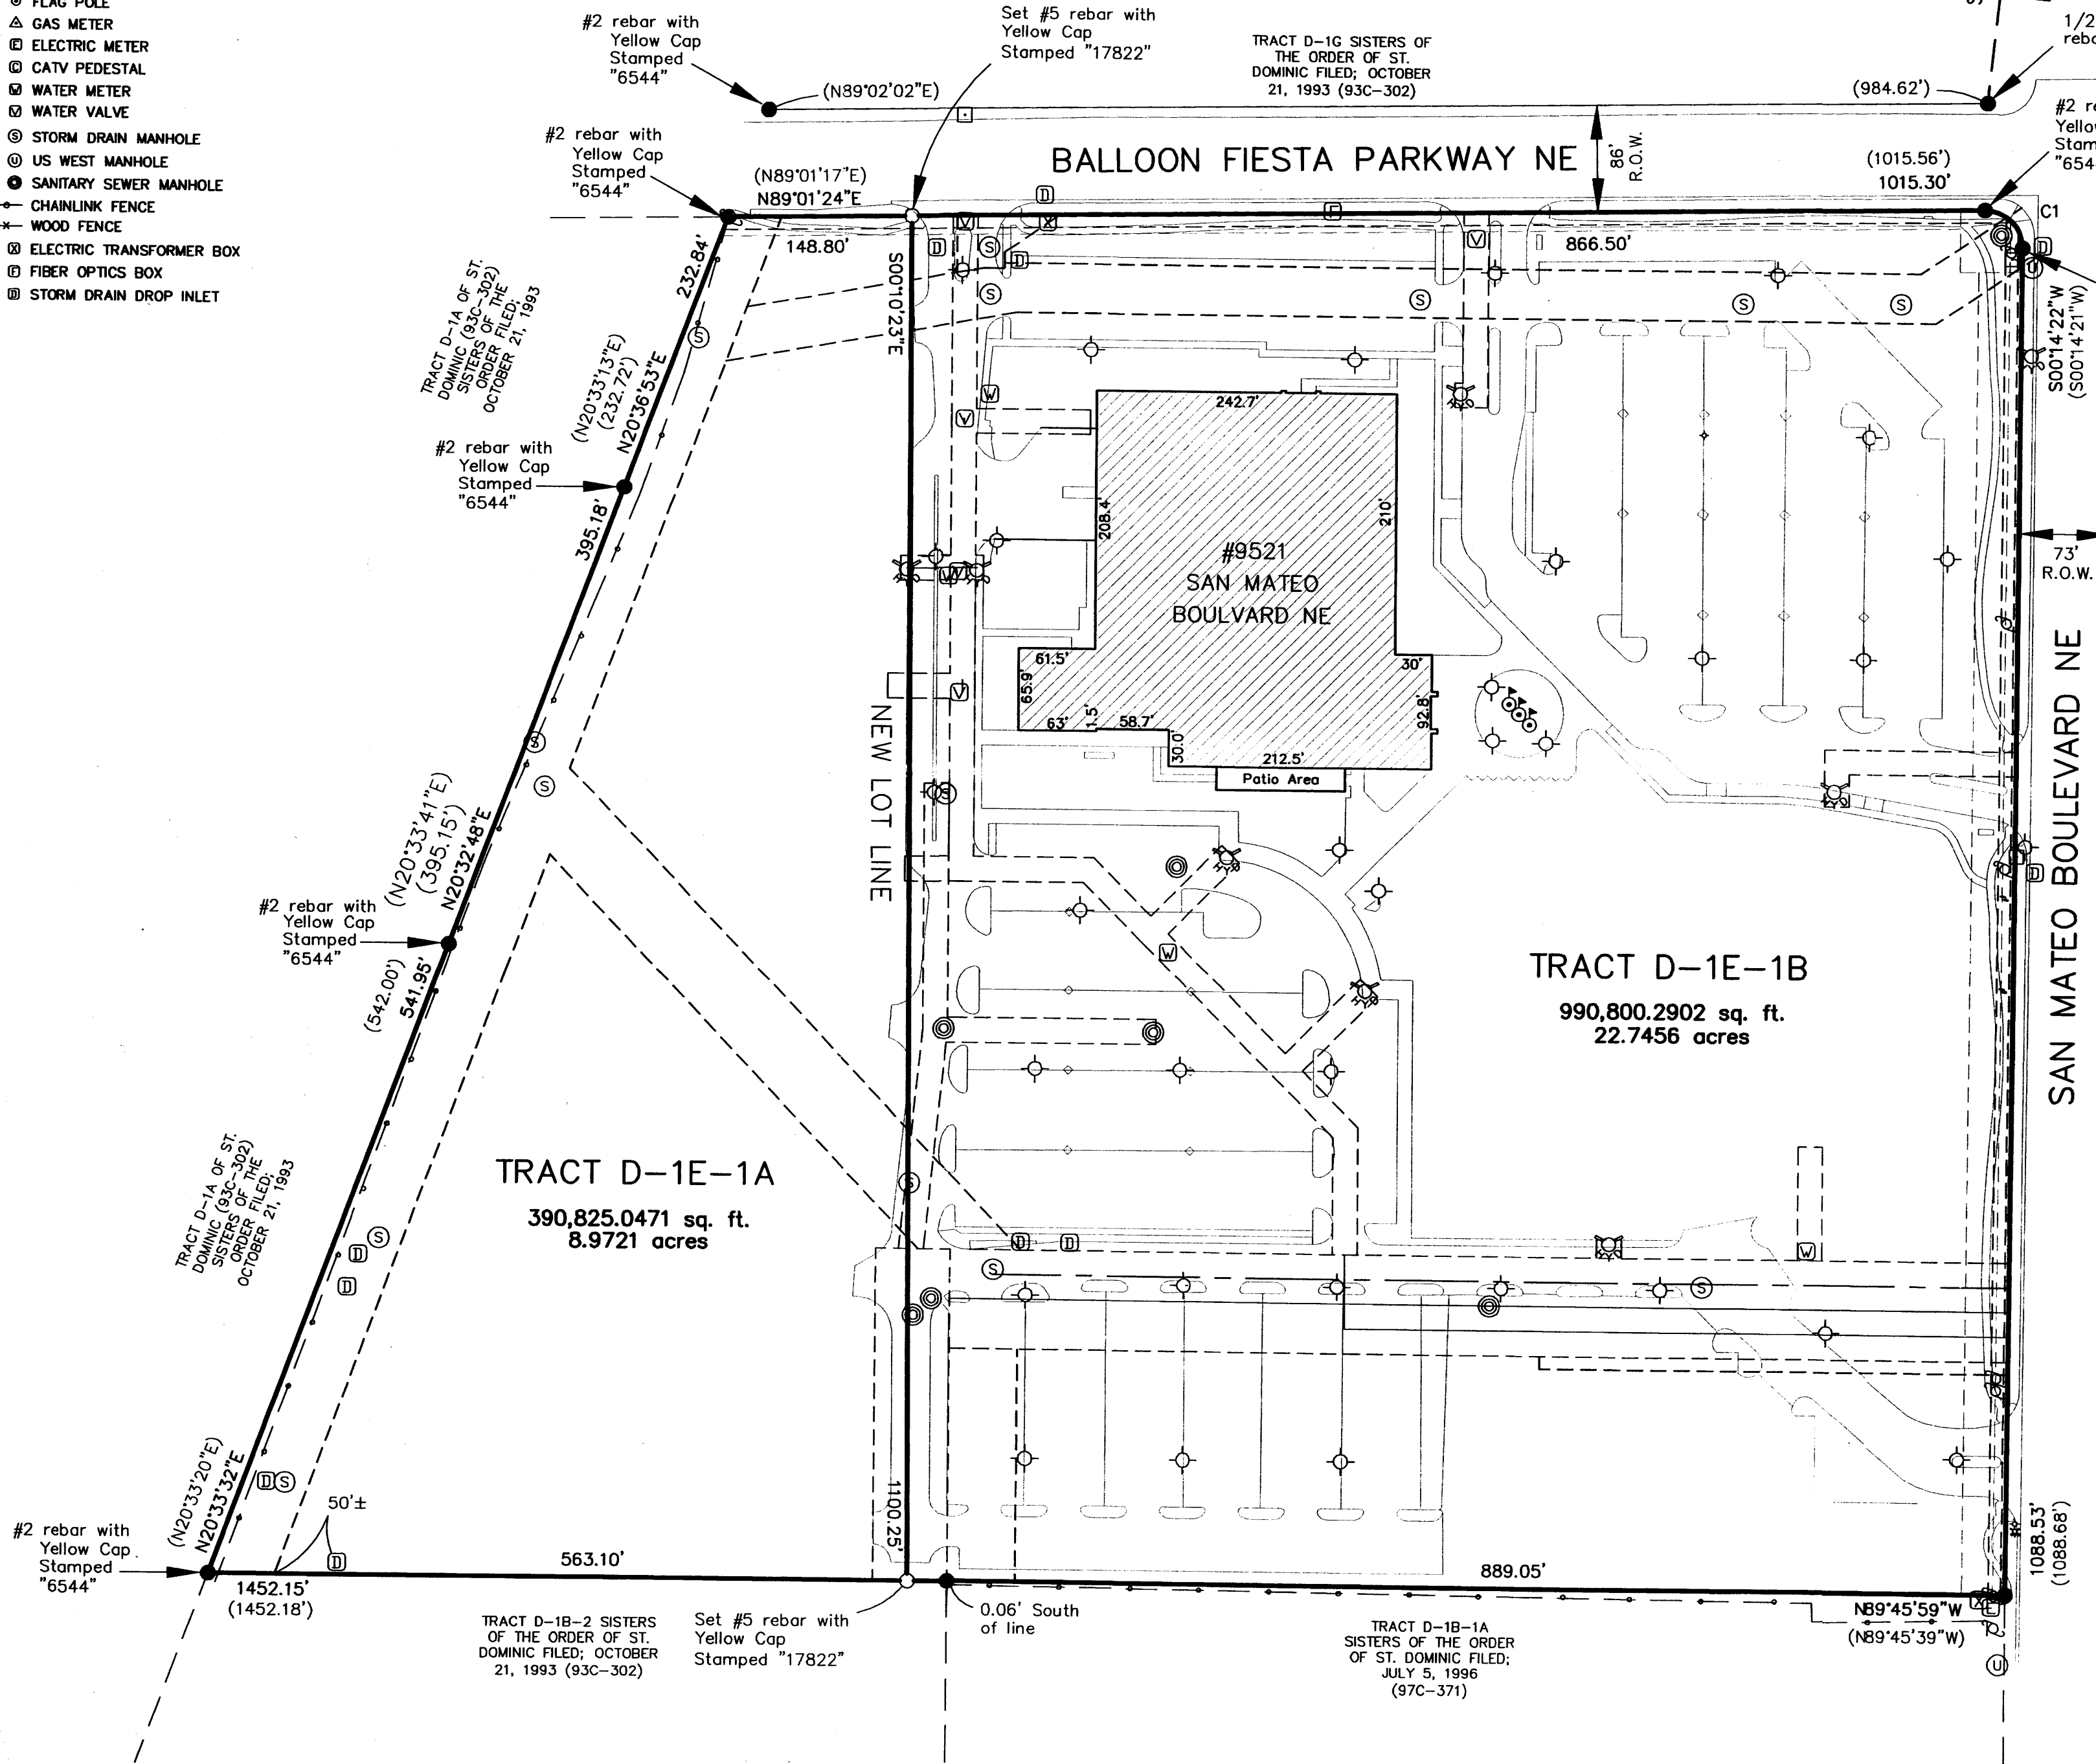 FLAG POLE
GAS METER
E ELECTRIC METER
C CATV PEDESTAL
W WATER METER
V WATER VALVE
S STORM DRAIN MANHOLE
U US WEST MANHOLE
SANITARY SEWER MANHOLE
CHAINLINK FENCE
WOOD FENCE
X ELECTRIC TRANSFORMER BOX
F FIBER OPTICS BOX
D STORM DRAIN DROP INLET
#2 rebar with
Yellow Cap
Stamped
"6544"
Set #5 rebar with
Yellow Cap
Stamped "17822"
TRACT D-1G SISTERS OF
THE ORDER OF ST.
DOMINIC FILED; OCTOBER
21, 1993 (93C-302)
(N89°02'02"E)
(984.62')
1/2
#2 rebar with
Yellow Cap
Stamped
"6544"
BALLOON FIESTA PARKWAY NE
86'
R.O.W.
(N89°01'17"E)
N89°01'24"E
(1015.56')
1015.30'
148.80'
866.50'
C1
S00°14'22"W
(S00°14'21"W)
232.84'
S00°10'23"E
TRACT D-1A OF ST.
DOMINIC (93C-302)
SISTERS OF THE
ORDER FILED;
OCTOBER 21, 1993
(N20°33'13"E)
(232.72')
N20°36'53"E
#2 rebar with
Yellow Cap
Stamped
"6544"
395.18'
242.7'
208.4'
210'
#9521
SAN MATEO
BOULVARD NE
61.5'
65.9'
63'
1.5'
58.7'
30.0'
212.5'
30'
92.8'
Patio Area
73'
R.O.W.
SAN MATEO BOULEVARD NE
NEW LOT LINE
(N20°33'41"E)
(395.15')
N20°32'48"E
#2 rebar with
Yellow Cap
Stamped
"6544"
(542.00')
541.95'
TRACT D-1E-1B
990,800.2902 sq. ft.
22.7456 acres
TRACT D-1E-1A
390,825.0471 sq. ft.
8.9721 acres
TRACT D-1A OF ST.
DOMINIC (93C-302)
SISTERS OF THE
ORDER FILED;
OCTOBER 21, 1993
(N20°33'20"E)
N20°33'32"E
50'±
#2 rebar with
Yellow Cap
Stamped
"6544"
1100.25'
1088.53'
(1088.68')
563.10'
889.05'
1452.15'
(1452.18')
N89°45'59"W
(N89°45'39"W)
TRACT D-1B-2 SISTERS
OF THE ORDER OF ST.
DOMINIC FILED; OCTOBER
21, 1993 (93C-302)
Set #5 rebar with
Yellow Cap
Stamped "17822"
0.06' South
of line
TRACT D-1B-1A
SISTERS OF THE ORDER
OF ST. DOMINIC FILED;
JULY 5, 1996
(97C-371)